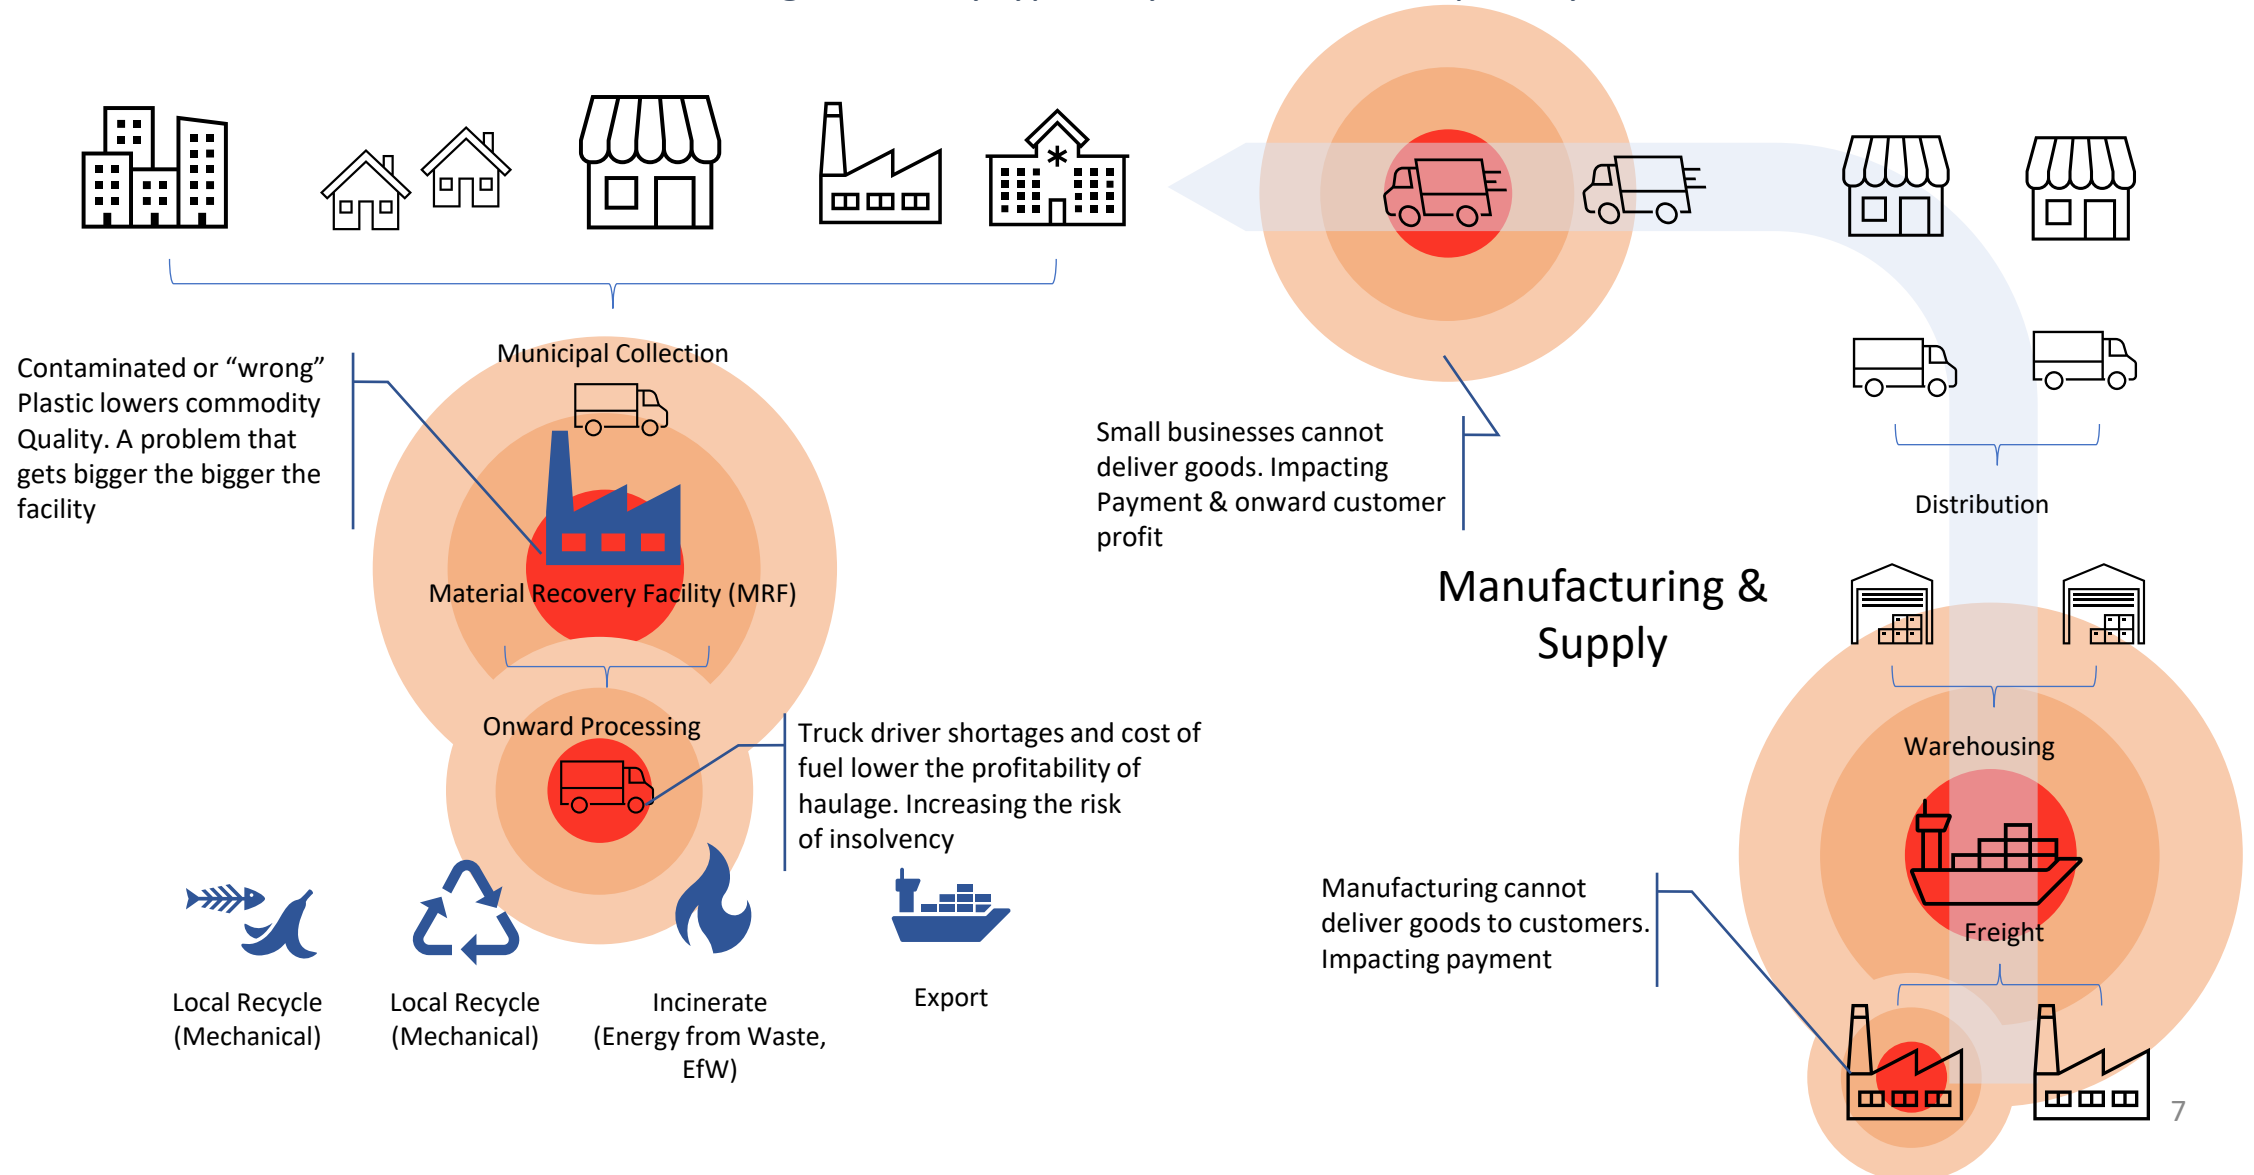 Municipal Collection
Contaminated or “wrong”
Plastic lowers commodity
Quality. A problem that
gets bigger the bigger the
facility
Material Recovery Facility (MRF)
Onward Processing
Truck driver shortages and cost of
fuel lower the profitability of
haulage. Increasing the risk
of insolvency
Local Recycle
(Mechanical)
Local Recycle
(Mechanical)
Incinerate
(Energy from Waste,
EfW)
Export
Small businesses cannot
deliver goods. Impacting
Payment & onward customer
profit
Manufacturing &
Supply
Distribution
Warehousing
Freight
Manufacturing cannot
deliver goods to customers.
Impacting payment
7